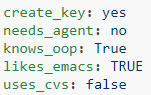 create_key: yes
needs_agent: no
knows_oop: True
likes_emacs: TRUE
uses_cvs: false